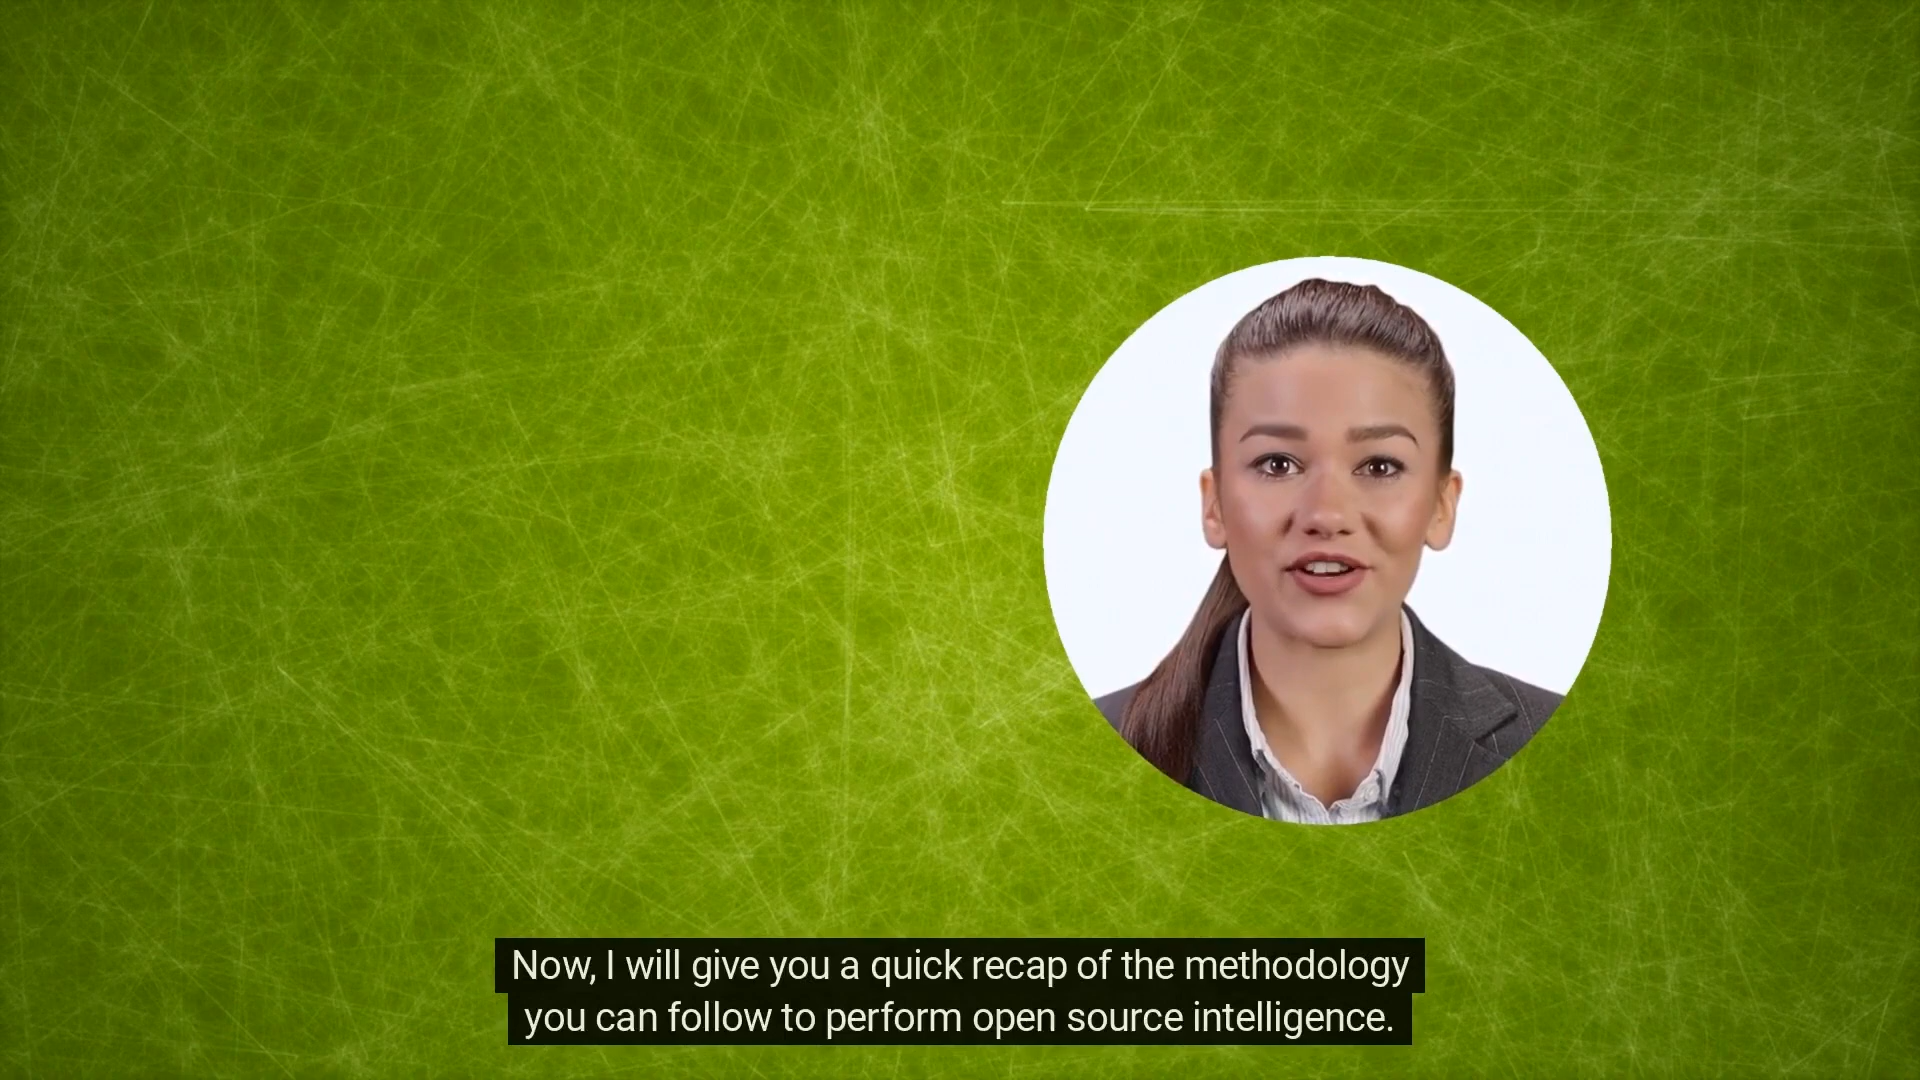 Now, I will give you a quick recap of the methodology
you can follow to perform open source intelligence.